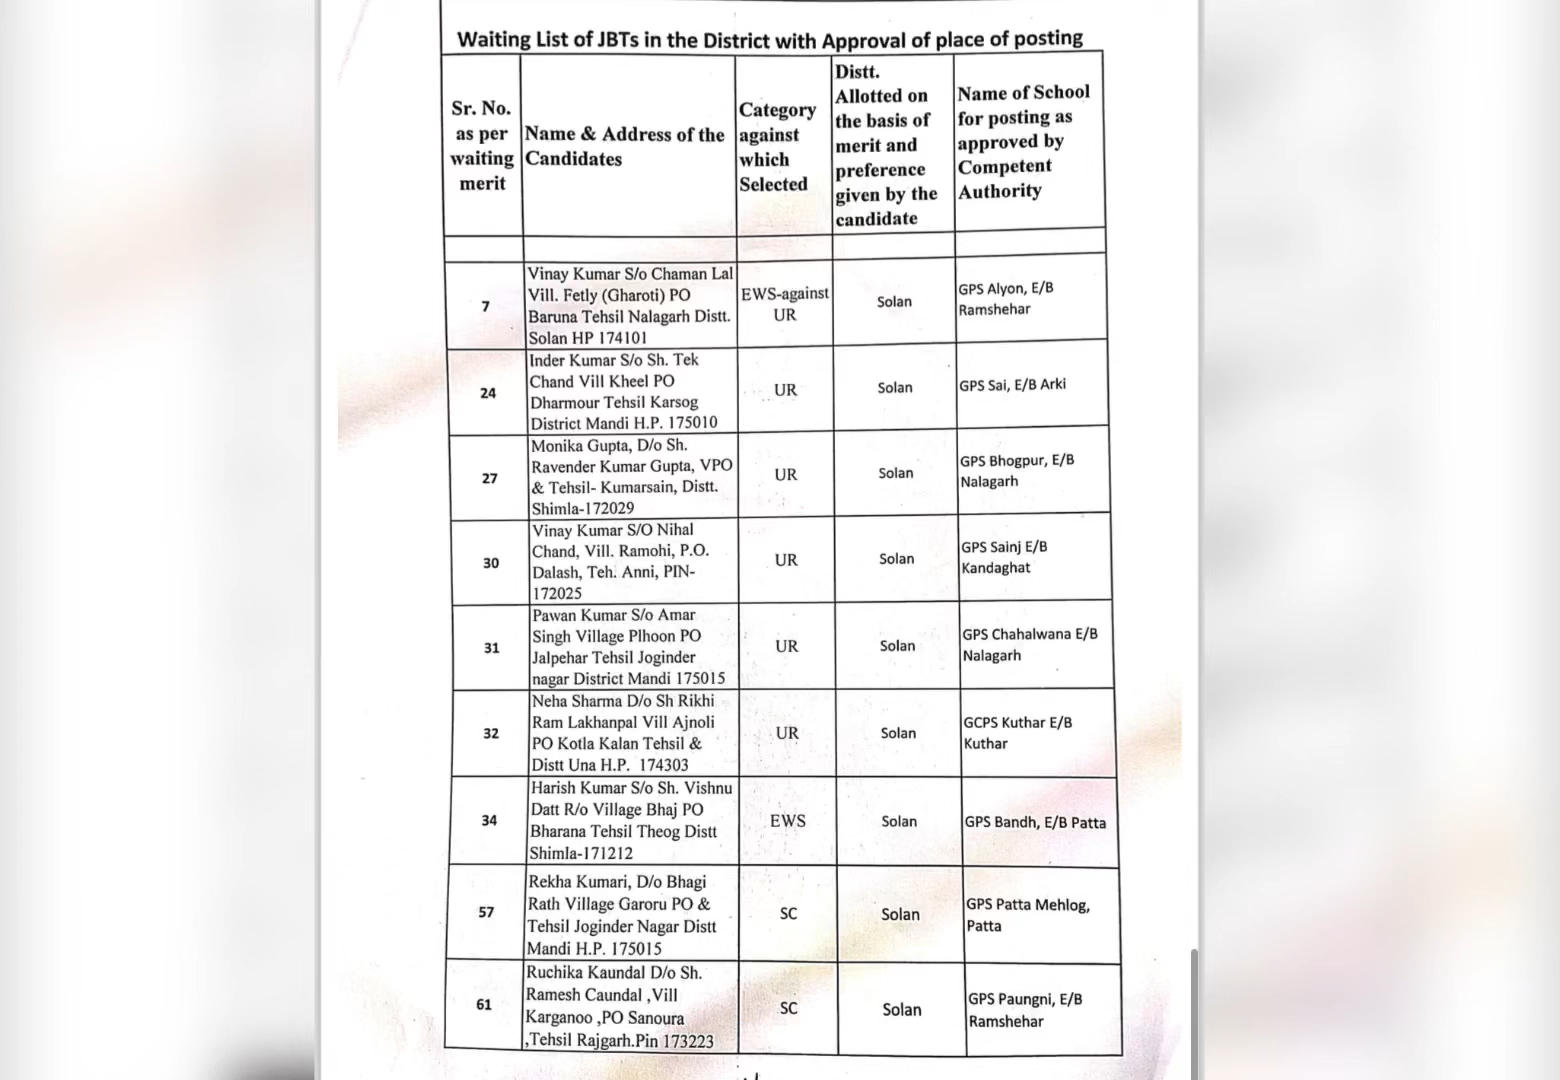 Waiting List of JBTs in the District with Approval of place of posting
Sr. No.
as per
waiting
merit
Name & Address of the
Candidates
Category
against
which
Selected
Distt.
Allotted on
the basis of
merit and
preference
given by the
candidate
Name of School
for posting as
approved by
Competent
Authority
7
Vinay Kumar S/o Chaman Lal
Vill. Fetly (Gharoti) PO
Baruna Tehsil Nalagarh Distt.
Solan HP 174101
EWS-against
UR
Solan
GPS Alyon, E/B
Ramshehar
24
Inder Kumar S/o Sh. Tek
Chand Vill Kheel PO
Dharmour Tehsil Karsog
District Mandi H.P. 175010
UR
Solan
GPS Sai, E/B Arki
27
Monika Gupta, D/o Sh.
Ravender Kumar Gupta, VPO
& Tehsil- Kumarsain, Distt.
Shimla-172029
UR
Solan
GPS Bhogpur, E/B
Nalagarh
30
Vinay Kumar S/O Nihal
Chand, Vill. Ramohi, P.O.
Dalash, Teh. Anni, PIN-
172025
UR
Solan
GPS Sainj E/B
Kandaghat
31
Pawan Kumar S/o Amar
Singh Village Plhoon PO
Jalpehar Tehsil Joginder
nagar District Mandi 175015
UR
Solan
GPS Chahalwana E/B
Nalagarh
32
Neha Sharma D/o Sh Rikhi
Ram Lakhanpal Vill Ajnoli
PO Kotla Kalan Tehsil &
Distt Una H.P. 174303
UR
Solan
GCPS Kuthar E/B
Kuthar
34
Harish Kumar S/o Sh. Vishnu
Datt R/o Village Bhaj PO
Bharana Tehsil Theog Distt
Shimla-171212
EWS
Solan
GPS Bandh, E/B Patta
57
Rekha Kumari, D/o Bhagi
Rath Village Garoru PO &
Tehsil Joginder Nagar Distt
Mandi H.P. 175015
SC
Solan
GPS Patta Mehlog,
Patta
61
Ruchika Kaundal D/o Sh.
Ramesh Caundal ,Vill
Karganoo ,PO Sanoura
,Tehsil Rajgarh.Pin 173223
SC
Solan
GPS Paungni, E/B
Ramshehar